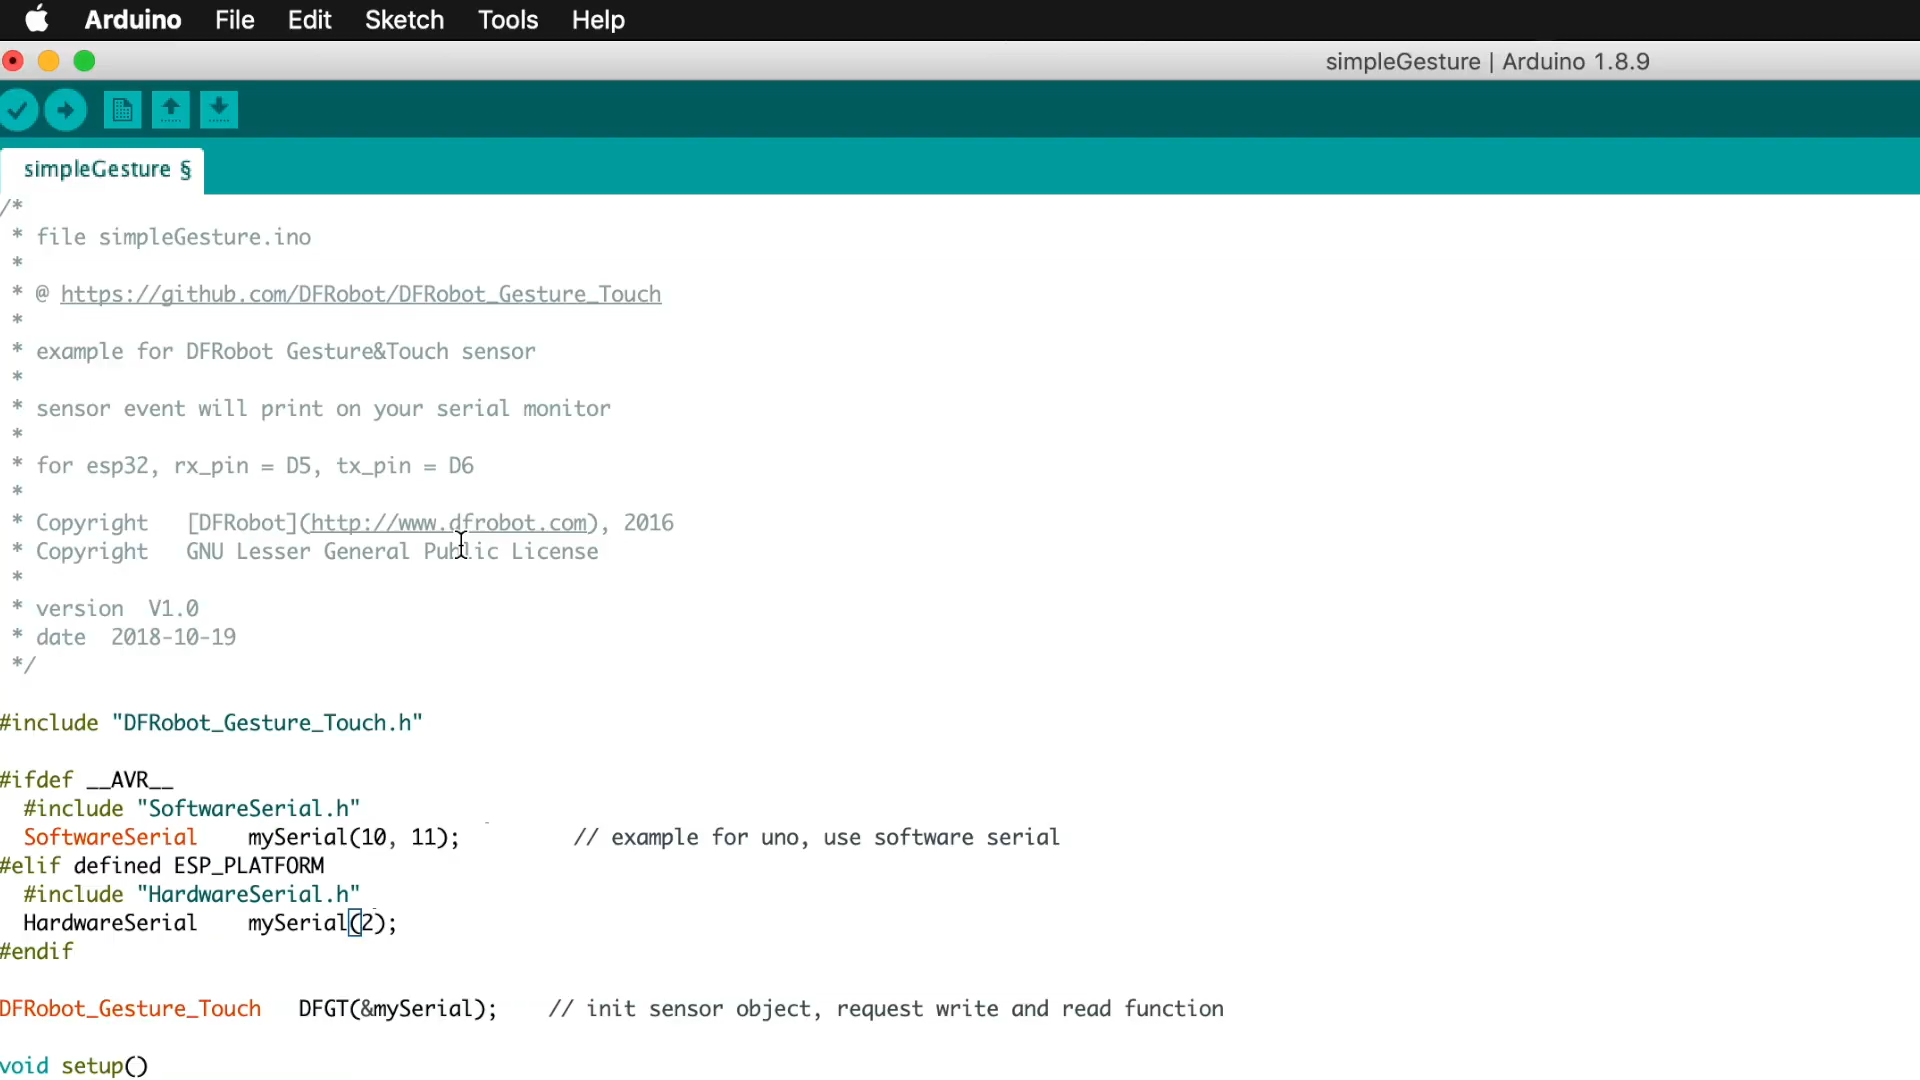 Arduino File Edit Sketch Tools Help
simpleGesture | Arduino 1.8.9
simpleGesture §
/*
* file simpleGesture.ino
*
* @ https://github.com/DFRobot/DFRobot_Gesture_Touch
*
* example for DFRobot Gesture&Touch sensor
*
* sensor event will print on your serial monitor
*
* for esp32, rx_pin = D5, tx_pin = D6
*
* Copyright [DFRobot](http://www.dfrobot.com), 2016
* Copyright GNU Lesser General Public License
*
* version V1.0
* date 2018-10-19
*/
#include "DFRobot_Gesture_Touch.h"
#ifdef __AVR__
#include "SoftwareSerial.h"
SoftwareSerial mySerial(10, 11); // example for uno, use software serial
#elif defined ESP_PLATFORM
#include "HardwareSerial.h"
HardwareSerial mySerial(2);
#endif
DFRobot_Gesture_Touch DFGT(&mySerial); // init sensor object, request write and read function
void setup()